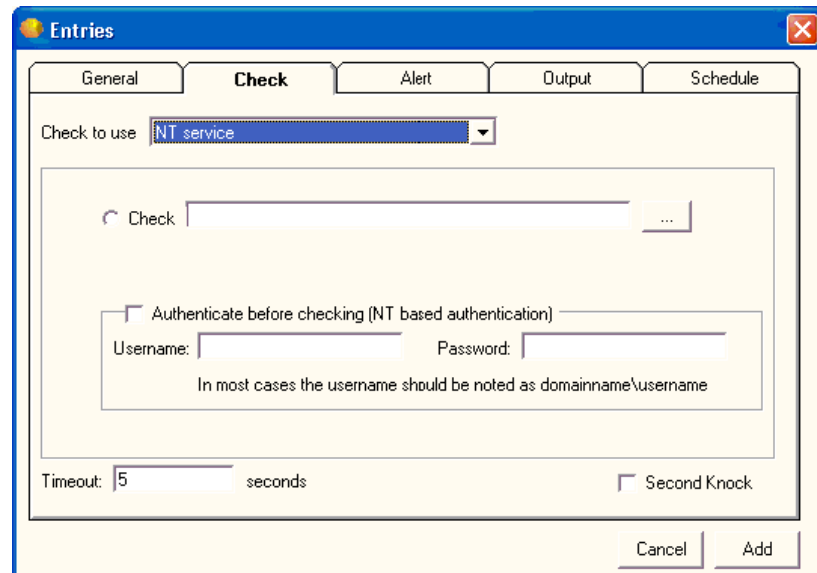 Entries
General Check Alert Output Schedule
Check to use NT service
Check ...
Authenticate before checking (NT based authentication)
Username: Password:
In most cases the username should be noted as domainname\username
Timeout: 5 seconds Second Knock
Cancel Add